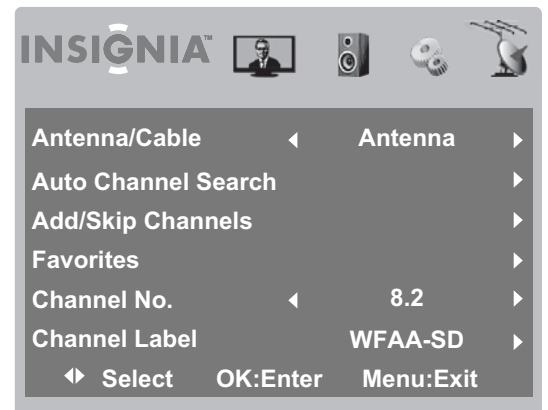 INSIGNIA™
Antenna/Cable Antenna
Auto Channel Search
Add/Skip Channels
Favorites
Channel No. 8.2
Channel Label WFAA-SD
Select OK:Enter Menu:Exit